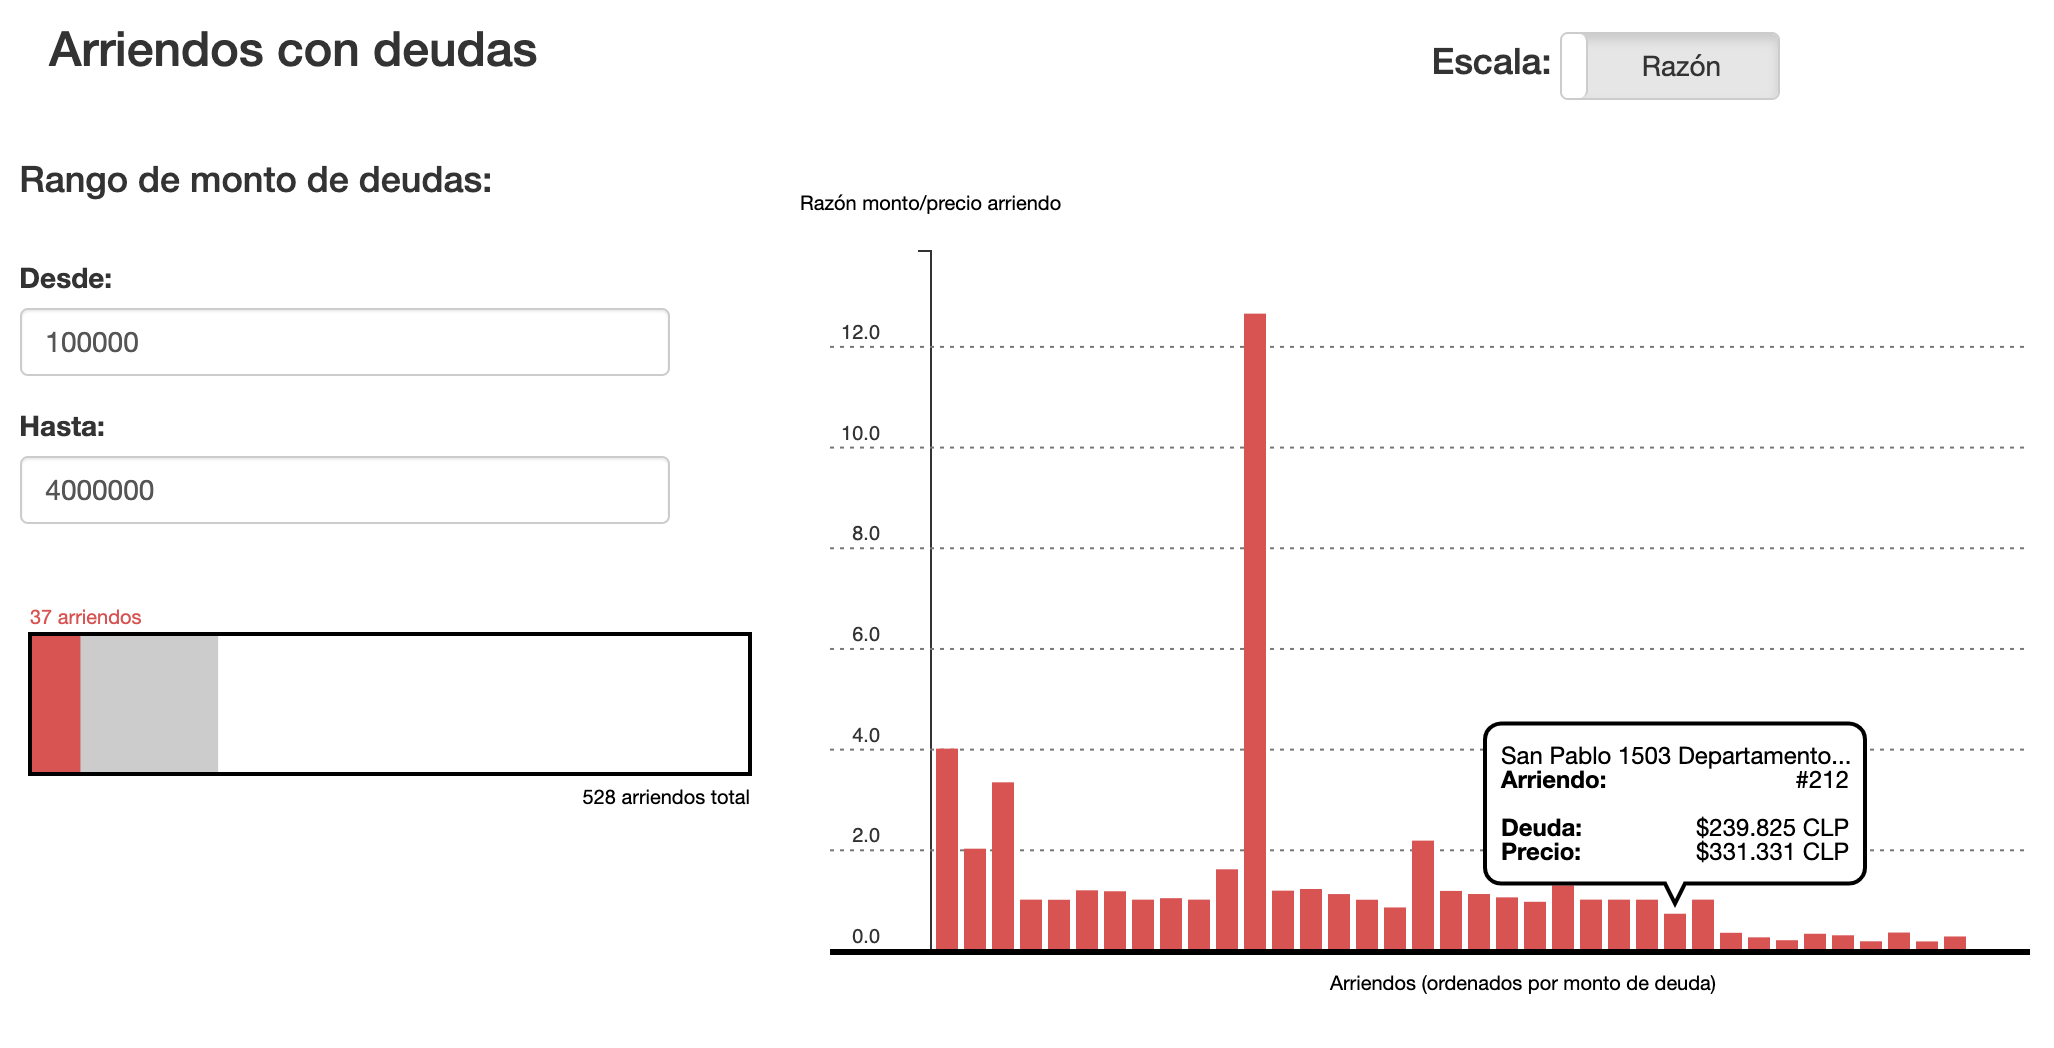 Arriendos con deudas
Escala: Razón
Rango de monto de deudas:
Desde:
100000
Hasta:
4000000
37 arriendos
528 arriendos total
Razón monto/precio arriendo
12.0
10.0
8.0
6.0
4.0
2.0
0.0
San Pablo 1503 Departamento...
Arriendo: #212
Deuda: $239.825 CLP
Precio: $331.331 CLP
Arriendos (ordenados por monto de deuda)